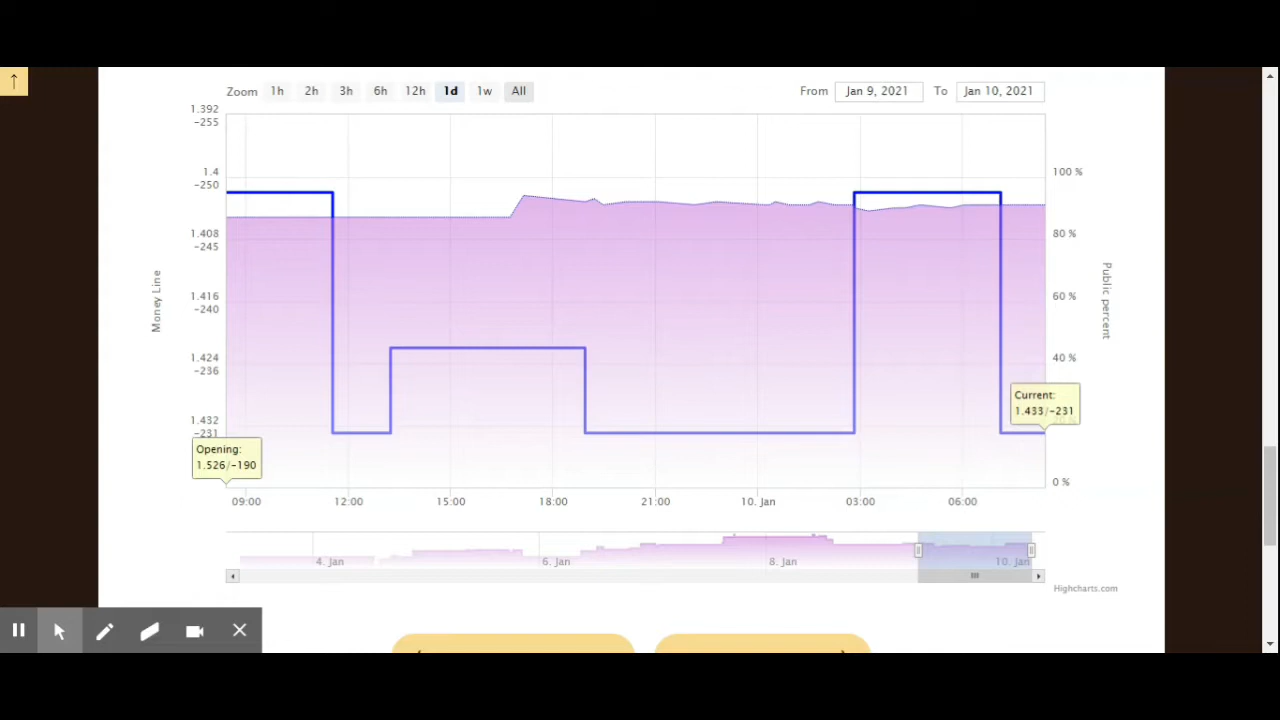 ↑
Zoom 1h 2h 3h 6h 12h 1d 1w All From Jan 9, 2021 To Jan 10, 2021
1.392
-255
1.4
-250
1.408
-245
1.416
-240
1.424
-236
1.432
-231
Money Line
100 %
80 %
60 %
40 %
0 %
Public percent
Opening:
1.526/-190
Current:
1.433/-231
09:00 12:00 15:00 18:00 21:00 10. Jan 03:00 06:00
4. Jan 6. Jan 8. Jan 10. Jan
Highcharts.com